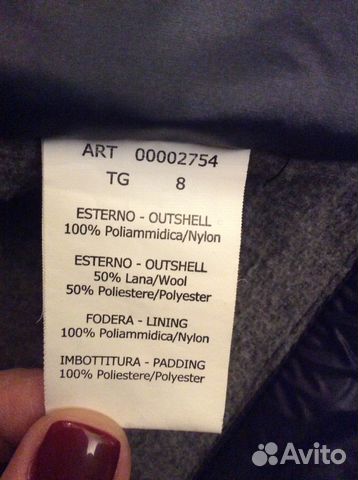 ART 00002754
TG 8
ESTERNO - OUTSHELL
100% Poliammidica/Nylon
ESTERNO - OUTSHELL
50% Lana/Wool
50% Poliestere/Polyester
FODERA - LINING
100% Poliammidica/Nylon
IMBOTTITURA - PADDING
100% Poliestere/Polyester
Avito